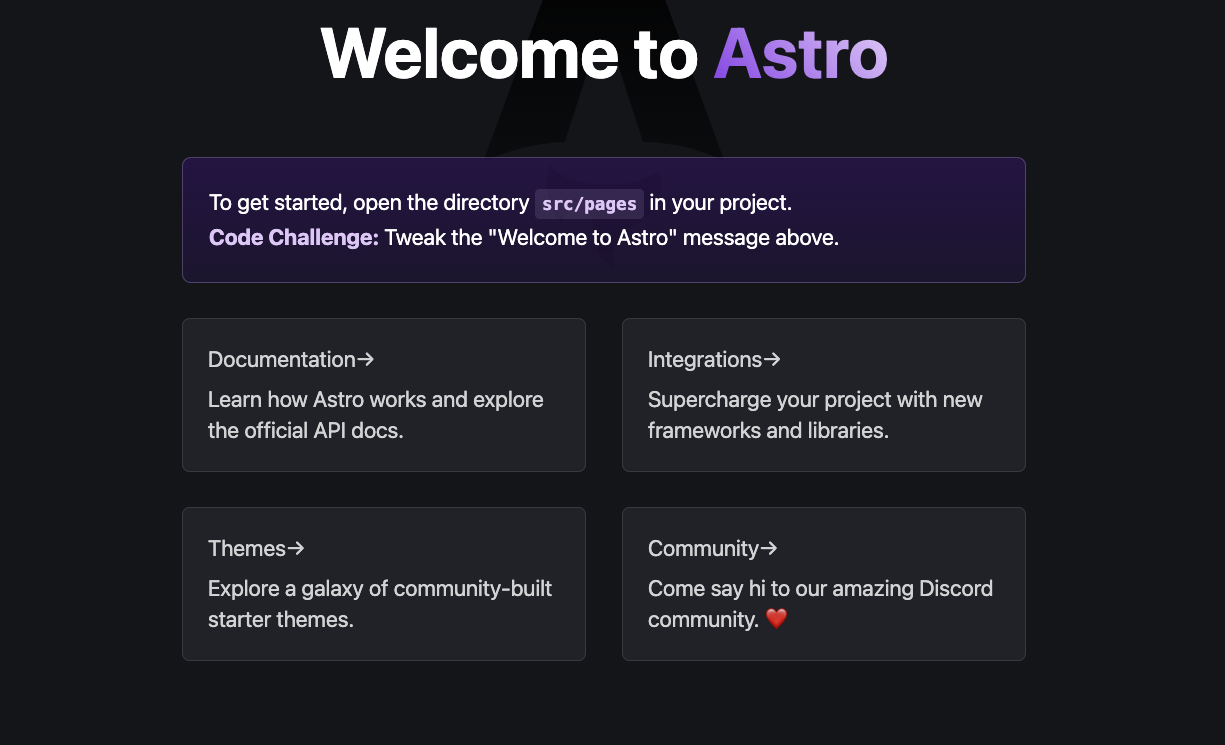 Welcome to Astro
To get started, open the directory src/pages in your project.
Code Challenge: Tweak the "Welcome to Astro" message above.
Documentation→
Learn how Astro works and explore
the official API docs.
Integrations→
Supercharge your project with new
frameworks and libraries.
Themes→
Explore a galaxy of community-built
starter themes.
Community→
Come say hi to our amazing Discord
community. ❤️